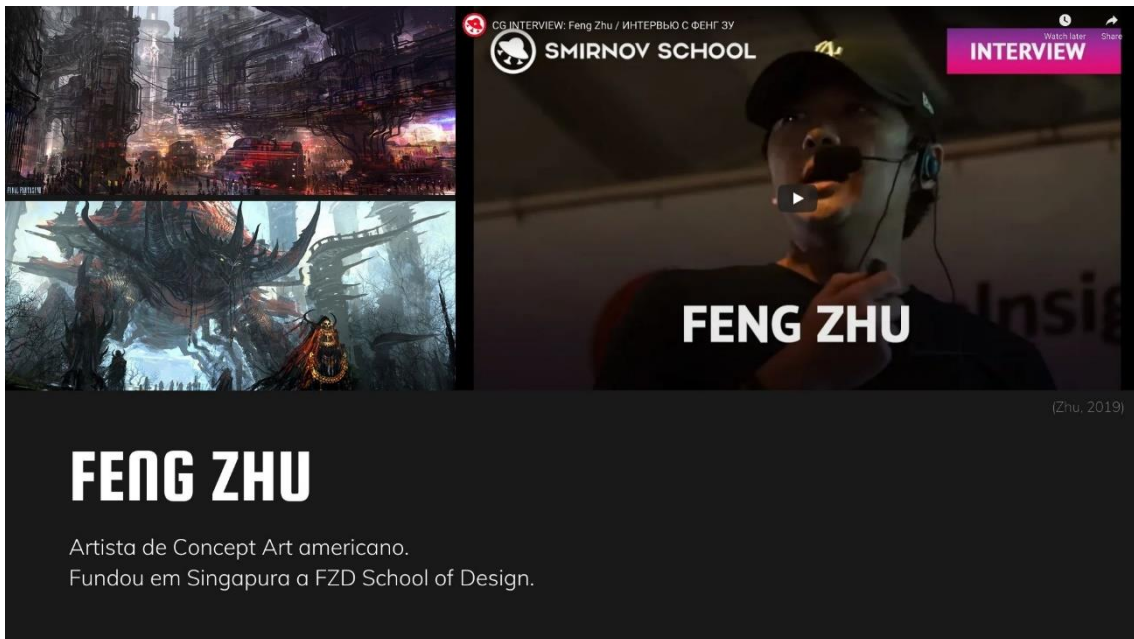 CG INTERVIEW: Feng Zhu / ИНТЕРВЬЮ С ФЕНГ ЗУ
Watch later
Share
SMIRNOV SCHOOL
INTERVIEW
FINAL FANTASY XIV
Insig
FENG ZHU
(Zhu, 2019)
FENG ZHU
Artista de Concept Art americano.
Fundou em Singapura a FZD School of Design.